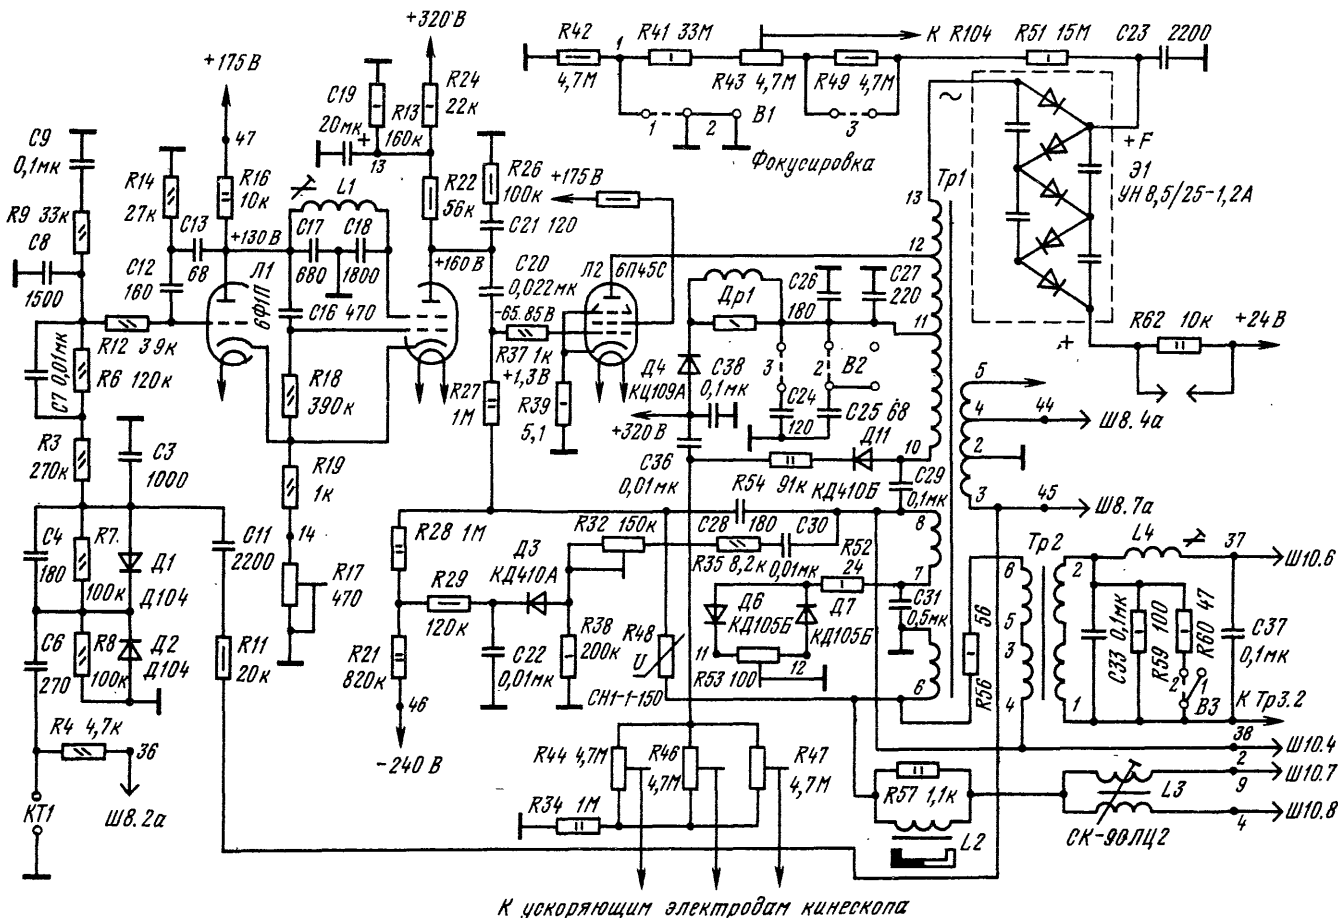 +320 В
+175 В
47
C9
0,1мк
R14
27к
R16
10к
C19
20мк
+
R13
160к
13
R24
22к
R42
4,7М
1
R41 33М
R43
4,7М
К R104
R49
4,7М
R51 15М
C23
2200
1
2
В1
3
Фокусировка
R9 33к
C8
1500
C13
68
+130 В
L1
C17
680
C18
1800
R22
56к
R26
100к
C21 120
+175 В
+160 В
C12
160
Л1
6Ф1П
C16 470
C20
0,022мк
Л2
6П45С
-65.85 В
R12 39к
C7 0,01мк
R6 120к
R37 1к
+1,3 В
R27
1М
R39
5,1
R18
390к
R3
270к
C3
1000
R19
1к
14
~
Тр1
13
12
11
10
+F
Э1
УН 8,5/25-1,2А
+
R62 10к
+24 В
Др1
C26
180
C27
220
В2
3
2
Д4
КЦ109А
C38
0,1мк
C24
120
C25 68
+320 В
C36
0,01мк
91к
R54
Д11
КД410Б
C29
0,1мк
5
4
2
3
44
Ш8.4а
45
Ш8.7а
C4
180
R7
100к
Д1
Д104
C11
2200
R17
470
R28 1М
R32 150к
C28
180
C30
R35 8,2к
0,01мк
R52
24
8
7
C31
0,5мк
6
C6
270
R8
100к
Д2
Д104
R11
20к
R29
120к
Д3
КД410А
R21
820к
C22
0,01мк
R38
200к
R48
U
СН1-1-150
Д6
КД105Б
Д7
КД105Б
11
R53 100
12
46
-240 В
R4 4,7к
36
КТ1
Ш8.2а
56
R56
Тр2
6
5
3
4
2
1
L4
37
Ш10.6
C33 0,1мк
R59 100
R60 47
C37
0,1мк
2
1
В3
К Тр3.2
38
Ш10.4
2
Ш10.7
9
L3
Ш10.8
4
СК-90ЛЦ2
R44 4,7М
R46
4,7М
R47
4,7М
R34 1М
R57 1,1к
L2
К ускоряющим электродам кинескопа